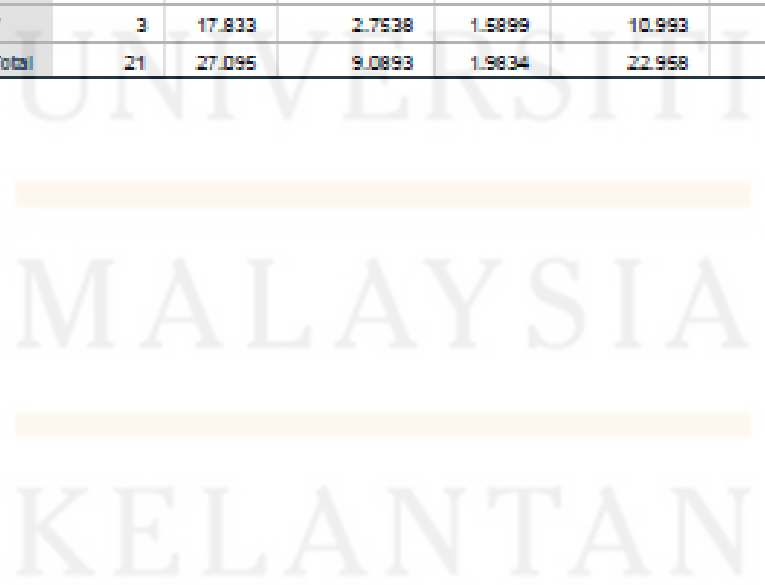 3 17.833 2.7538 1.5899 10.993
Total 21 27.095 9.0893 1.9834 22.958
UNIVERSITI
MALAYSIA
KELANTAN